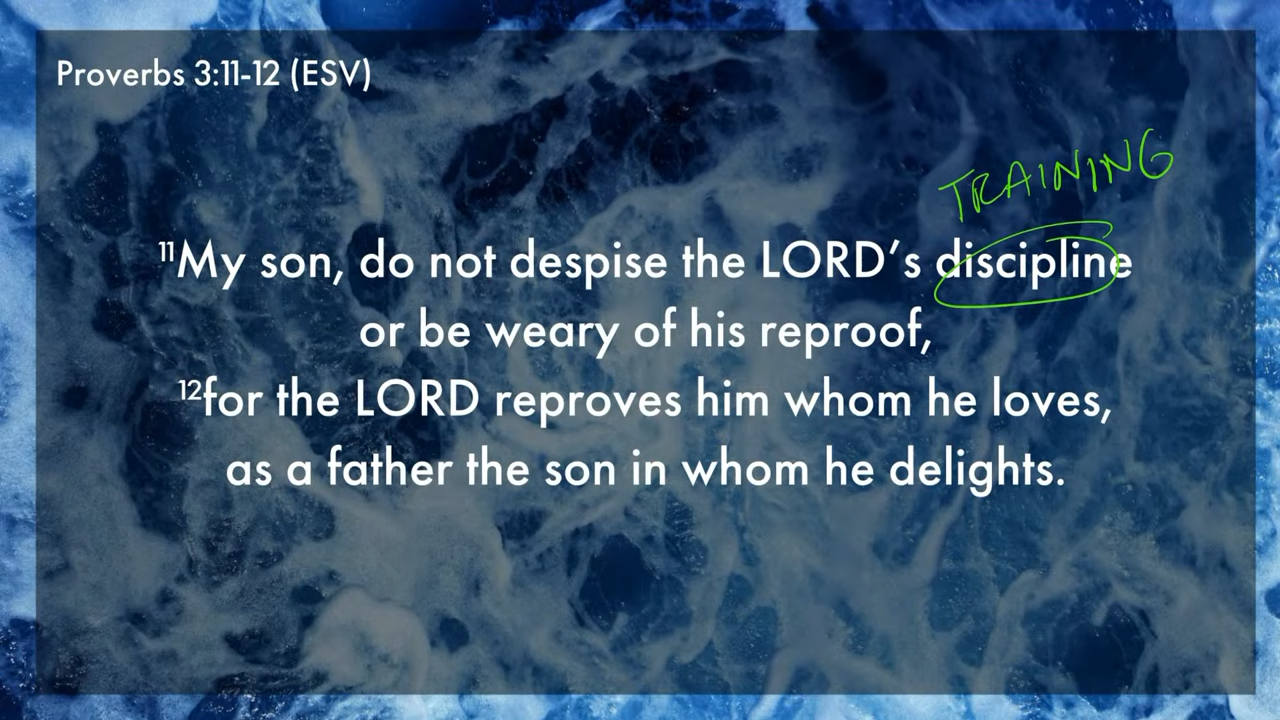 Proverbs 3:11-12 (ESV)
TRAINING
¹¹My son, do not despise the LORD’s discipline
or be weary of his reproof,
¹²for the LORD reproves him whom he loves,
as a father the son in whom he delights.